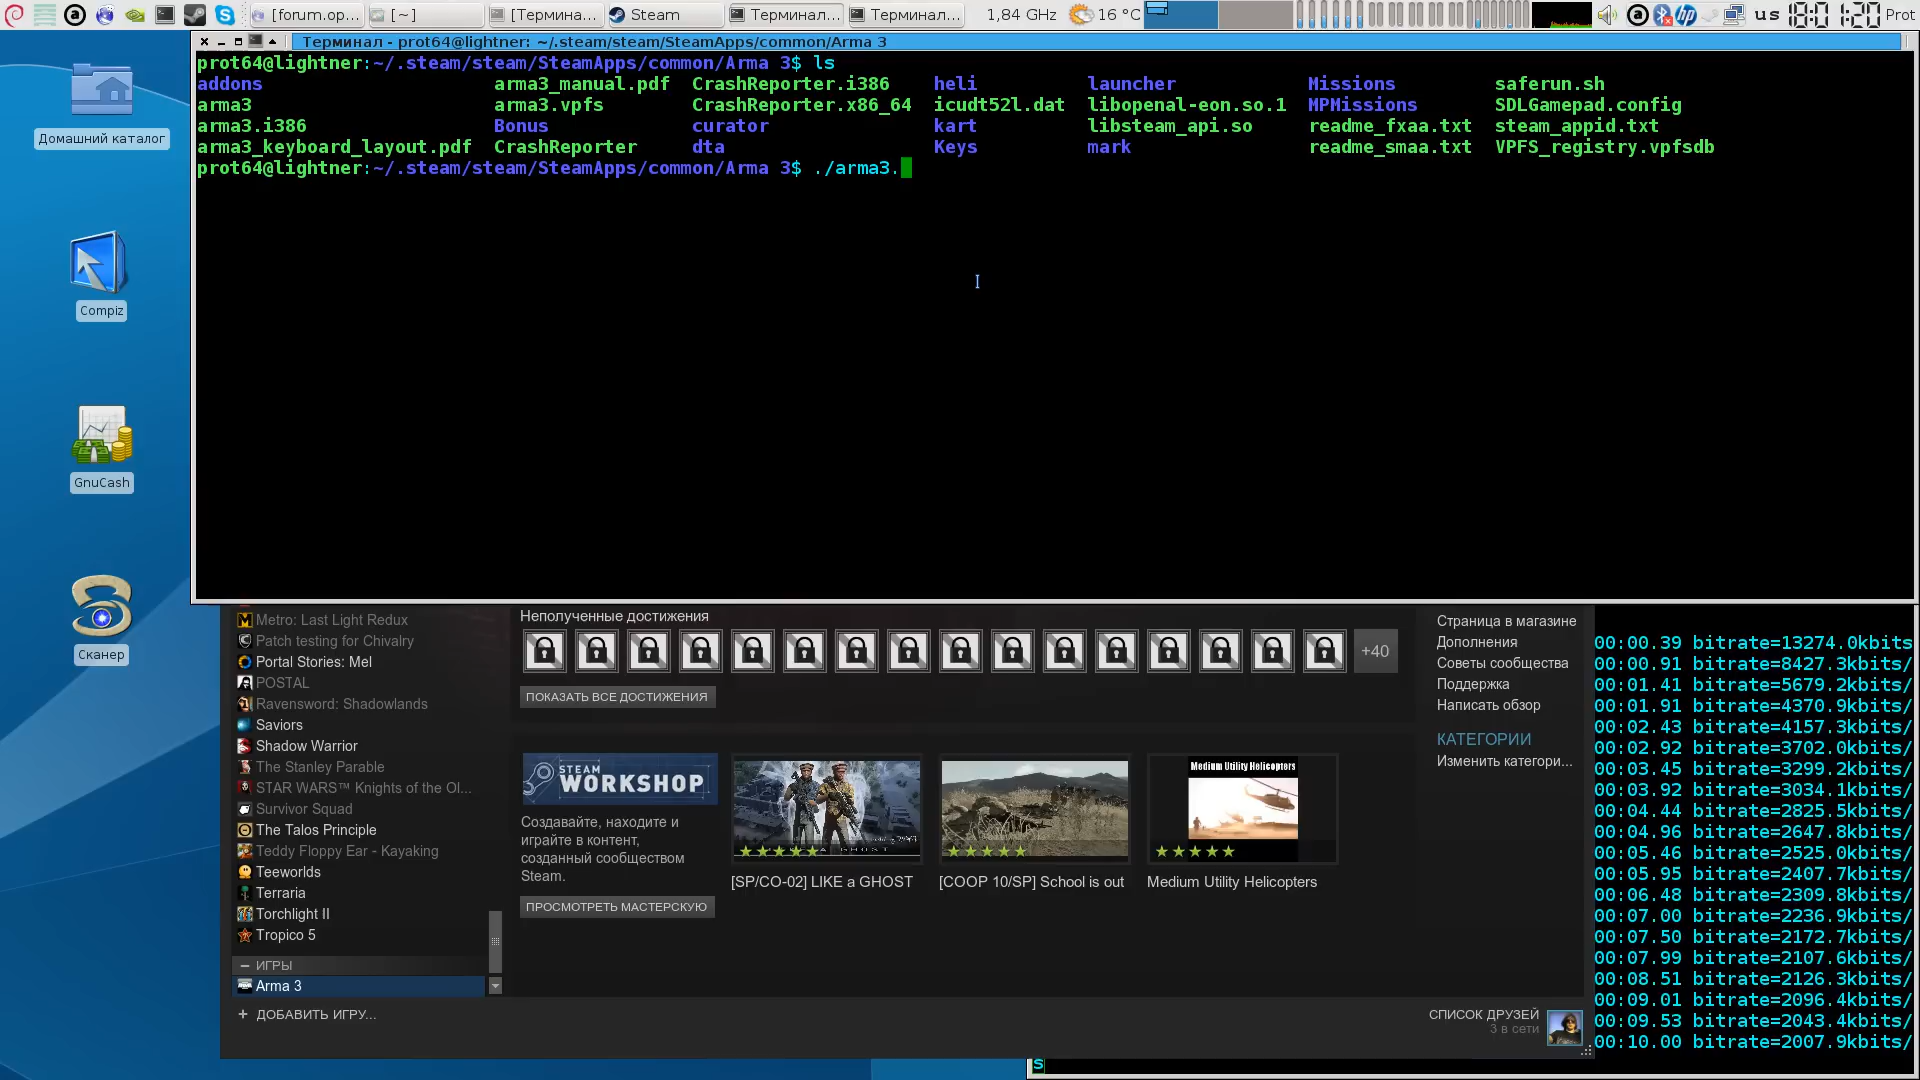 [forum.op... [~] [Термина... Steam Терминал... Терминал... 1,84 GHz 16 °C us Prot
Терминал - prot64@lightner: ~/.steam/steam/SteamApps/common/Arma 3
prot64@lightner:~/.steam/steam/SteamApps/common/Arma 3$ ls
addons arma3_manual.pdf CrashReporter.i386 heli launcher Missions saferun.sh
arma3 arma3.vpfs CrashReporter.x86_64 icudt52l.dat libopenal-eon.so.1 MPMissions SDLGamepad.config
arma3.i386 Bonus curator kart libsteam_api.so readme_fxaa.txt steam_appid.txt
arma3_keyboard_layout.pdf CrashReporter dta Keys mark readme_smaa.txt VPFS_registry.vpfsdb
prot64@lightner:~/.steam/steam/SteamApps/common/Arma 3$ ./arma3.
Домашний каталог
Compiz
GnuCash
Сканер
Metro: Last Light Redux
Patch testing for Chivalry
Portal Stories: Mel
POSTAL
Ravensword: Shadowlands
Saviors
Shadow Warrior
The Stanley Parable
STAR WARS™ Knights of the Ol...
Survivor Squad
The Talos Principle
Teddy Floppy Ear - Kayaking
Teeworlds
Terraria
Torchlight II
Tropico 5
— ИГРЫ
Arma 3
+ ДОБАВИТЬ ИГРУ...
Неполученные достижения
+40
ПОКАЗАТЬ ВСЕ ДОСТИЖЕНИЯ
STEAM
WORKSHOP
Создавайте, находите и
играйте в контент,
созданный сообществом
Steam.
ПРОСМОТРЕТЬ МАСТЕРСКУЮ
[SP/CO-02] LIKE a GHOST
[COOP 10/SP] School is out
Medium Utility Helicopters
Medium Utility Helicopters
Страница в магазине
Дополнения
Советы сообщества
Поддержка
Написать обзор
КАТЕГОРИИ
Изменить категори...
СПИСОК ДРУЗЕЙ
3 в сети
00:00.39 bitrate=13274.0kbits
00:00.91 bitrate=8427.3kbits/
00:01.41 bitrate=5679.2kbits/
00:01.91 bitrate=4370.9kbits/
00:02.43 bitrate=4157.3kbits/
00:02.92 bitrate=3702.0kbits/
00:03.45 bitrate=3299.2kbits/
00:03.92 bitrate=3034.1kbits/
00:04.44 bitrate=2825.5kbits/
00:04.96 bitrate=2647.8kbits/
00:05.46 bitrate=2525.0kbits/
00:05.95 bitrate=2407.7kbits/
00:06.48 bitrate=2309.8kbits/
00:07.00 bitrate=2236.9kbits/
00:07.50 bitrate=2172.7kbits/
00:07.99 bitrate=2107.6kbits/
00:08.51 bitrate=2126.3kbits/
00:09.01 bitrate=2096.4kbits/
00:09.53 bitrate=2043.4kbits/
00:10.00 bitrate=2007.9kbits/
s